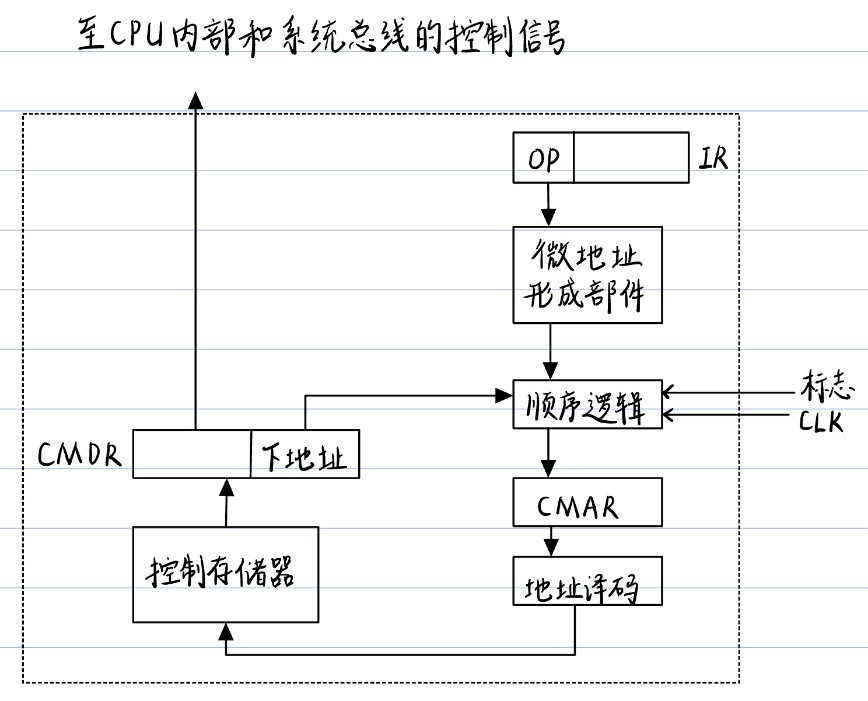 至CPU内部和系统总线的控制信号
OP
IR
微地址
形成部件
标志
顺序逻辑
CLK
CMDR
下地址
CMAR
控制存储器
地址译码